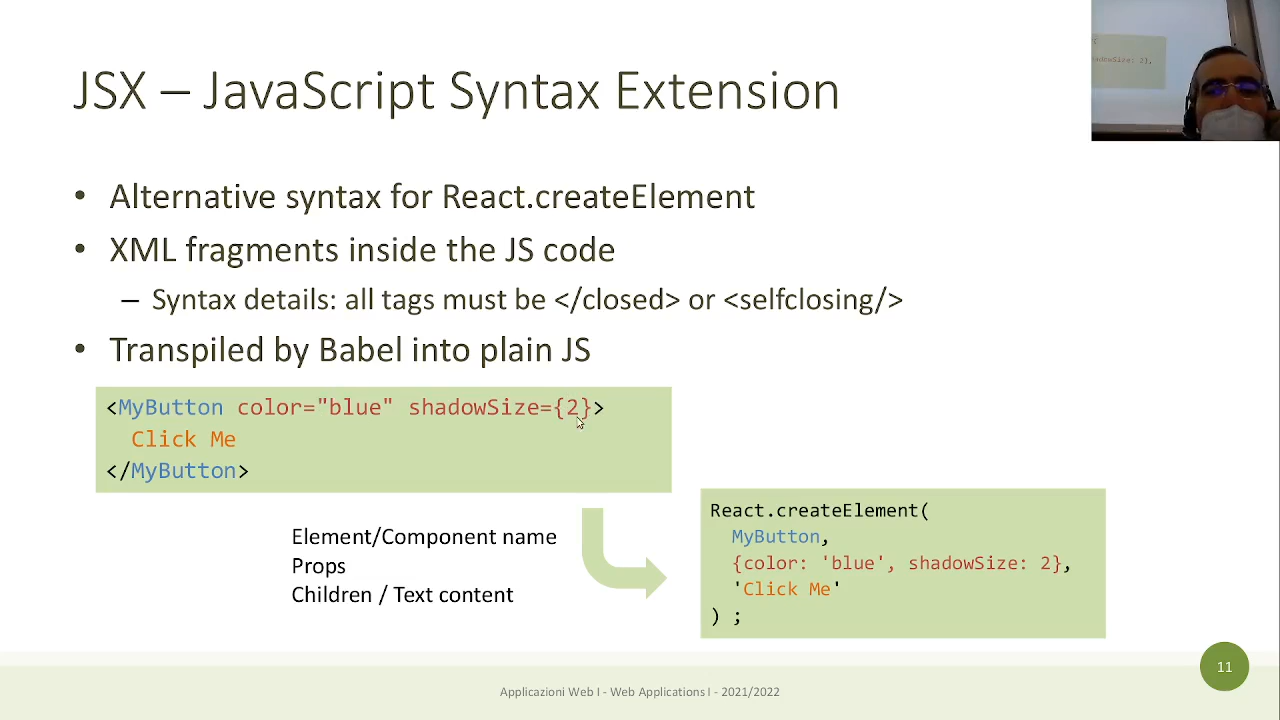 JSX – JavaScript Syntax Extension
• Alternative syntax for React.createElement
• XML fragments inside the JS code
– Syntax details: all tags must be </closed> or <selfclosing/>
• Transpiled by Babel into plain JS
<MyButton color="blue" shadowSize={2}>
Click Me
</MyButton>
Element/Component name
Props
Children / Text content
React.createElement(
MyButton,
{color: 'blue', shadowSize: 2},
'Click Me'
) ;
11
Applicazioni Web I - Web Applications I - 2021/2022